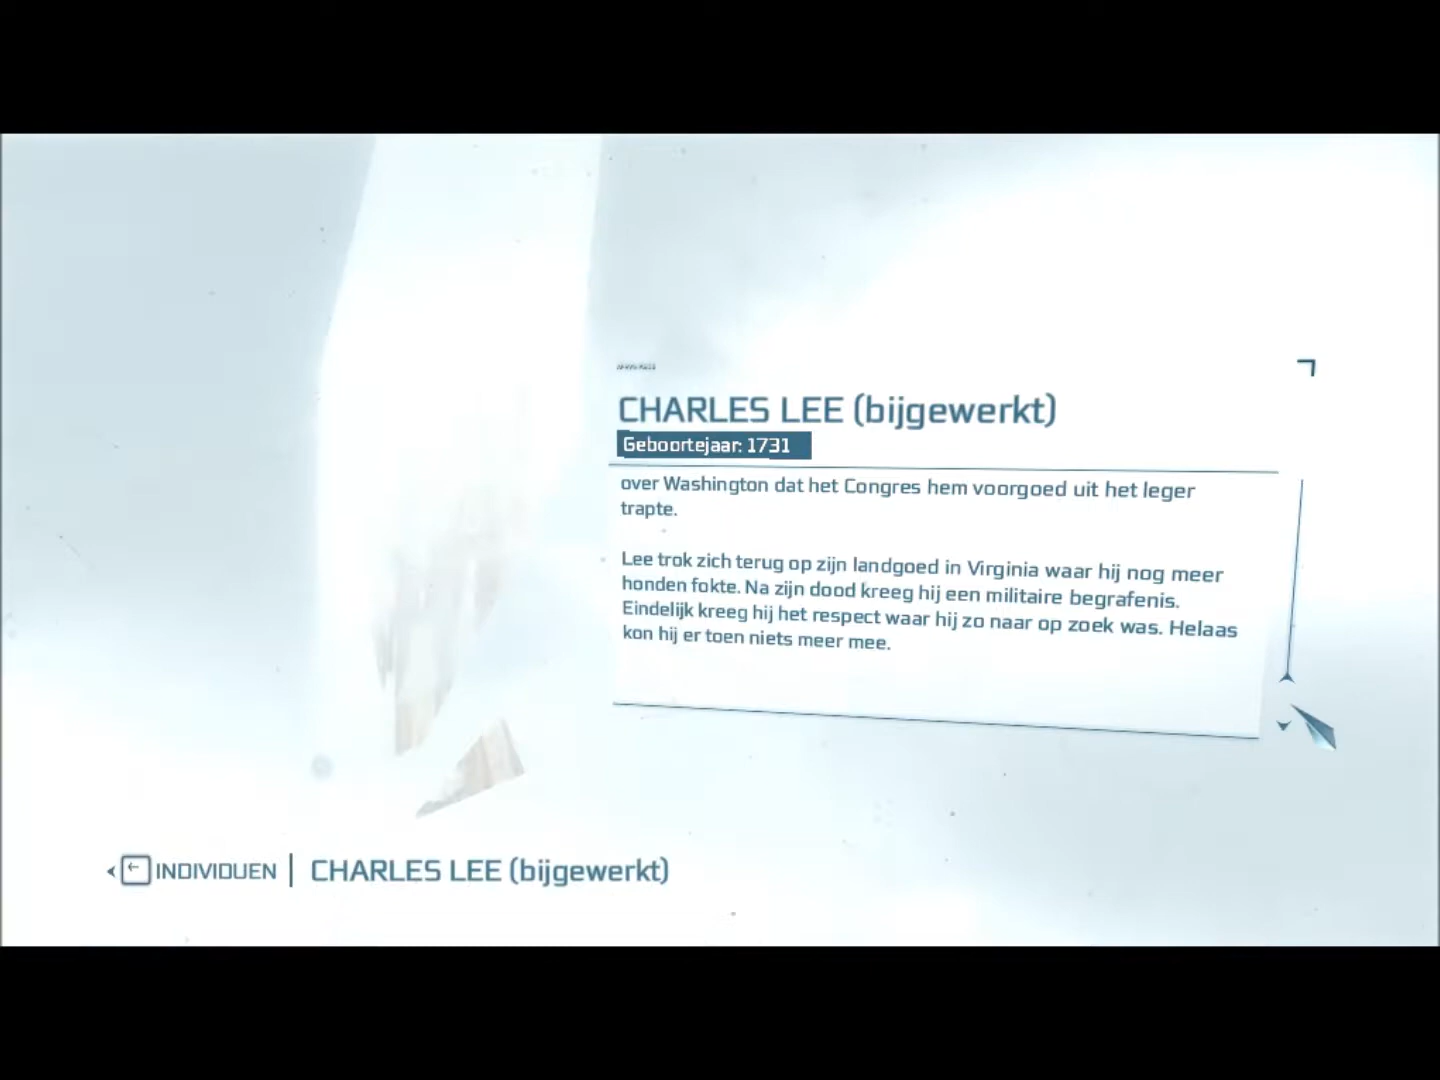 CHARLES LEE (bijgewerkt)
Geboortejaar: 1731
over Washington dat het Congres hem voorgoed uit het leger
trapte.
Lee trok zich terug op zijn landgoed in Virginia waar hij nog meer
honden fokte. Na zijn dood kreeg hij een militaire begrafenis.
Eindelijk kreeg hij het respect waar hij zo naar op zoek was. Helaas
kon hij er toen niets meer mee.
INDIVIDUEN | CHARLES LEE (bijgewerkt)